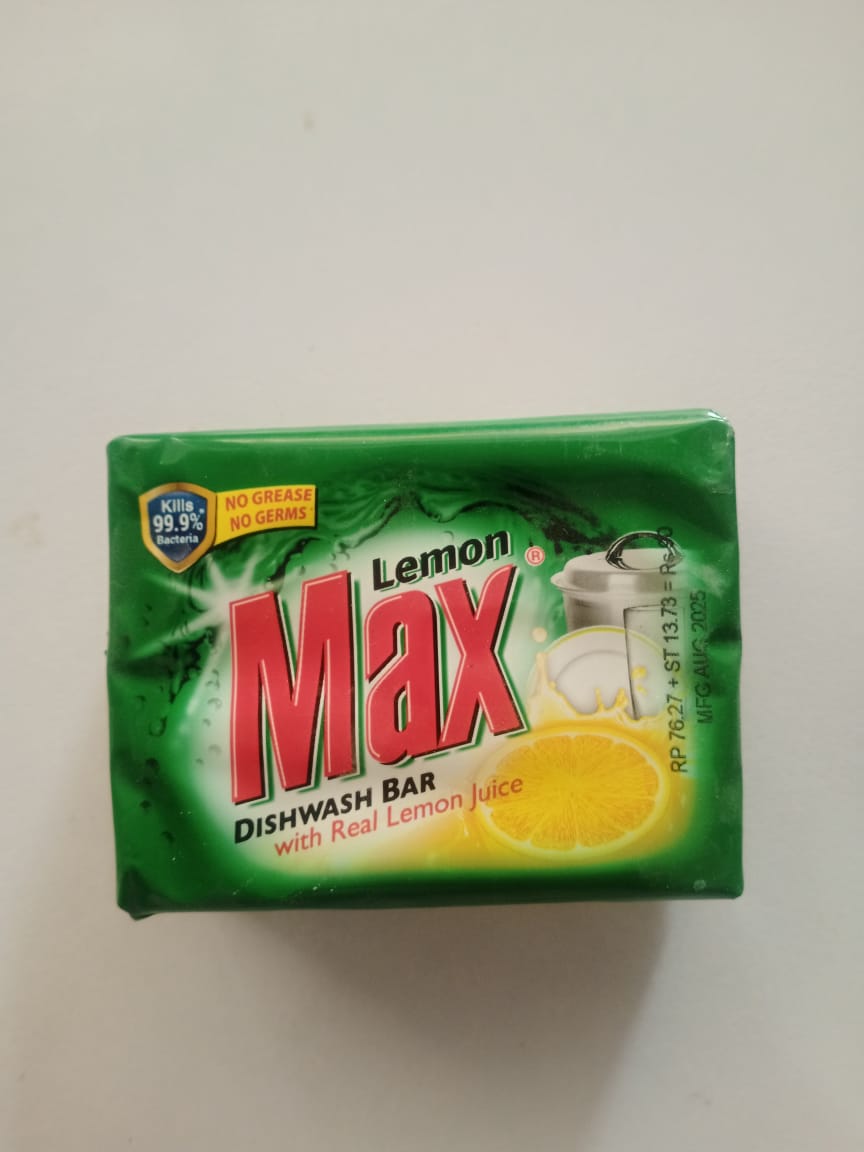 Kills
99.9%*
Bacteria
NO GREASE
NO GERMS
Lemon
Max®
DISHWASH BAR
with Real Lemon Juice
RP 76.27 + ST 13.73 =
MFG AUG 2025